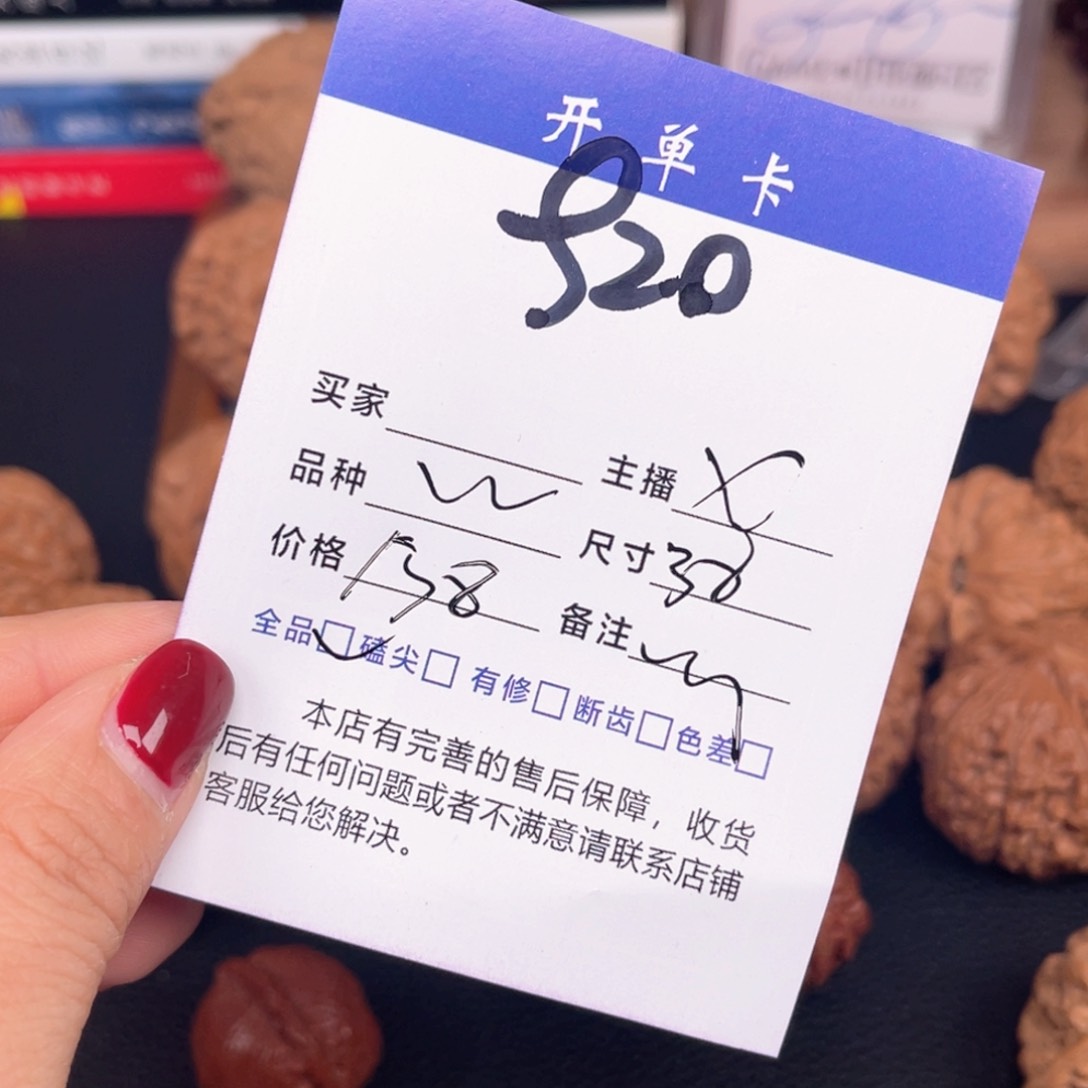 开单卡
920
买家
品种 W 主播 X
价格 138 尺寸 38
全品☑磕尖□ 有修□断齿□色差□ 备注
本店有完善的售后保障，收货
后有任何问题或者不满意请联系店铺
客服给您解决。